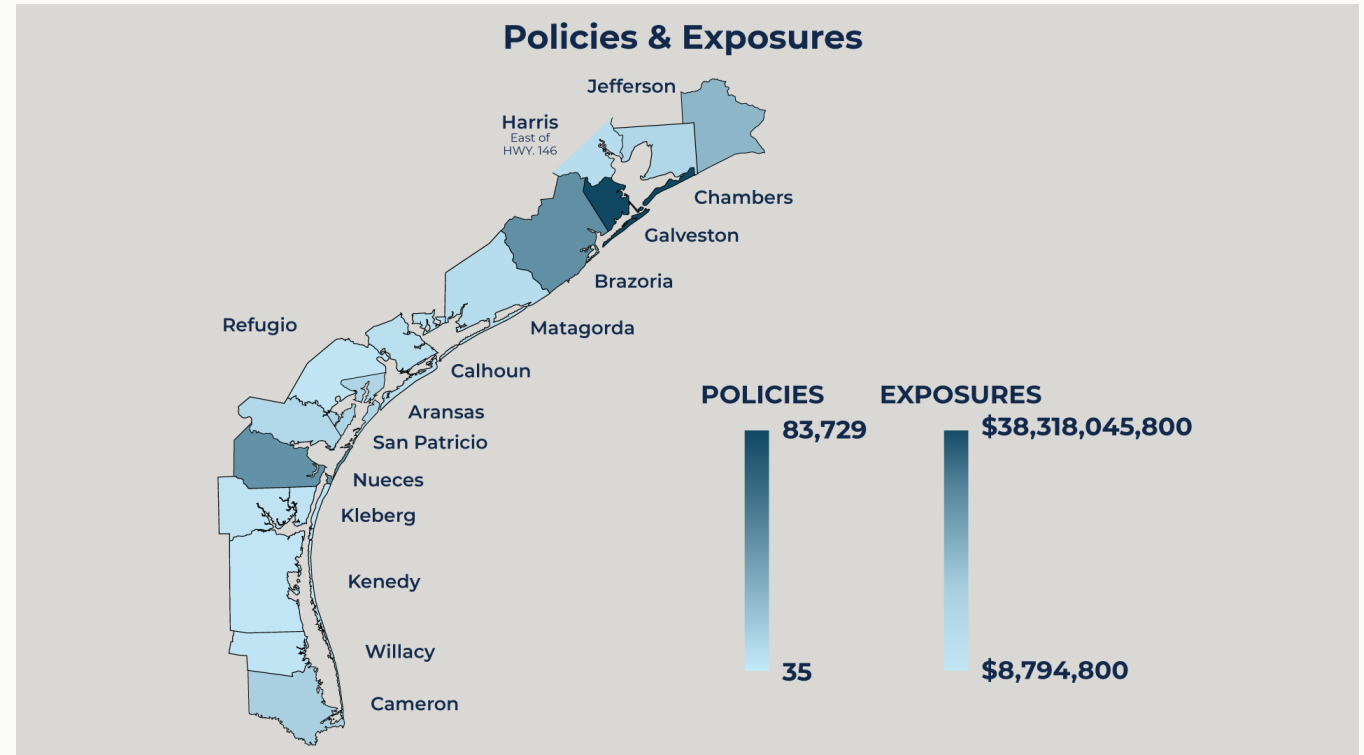 Policies & Exposures
Jefferson
Harris
East of
HWY. 146
Chambers
Galveston
Brazoria
Refugio
Matagorda
Calhoun
Aransas
San Patricio
Nueces
Kleberg
Kenedy
Willacy
Cameron
POLICIES
83,729
35
EXPOSURES
$38,318,045,800
$8,794,800